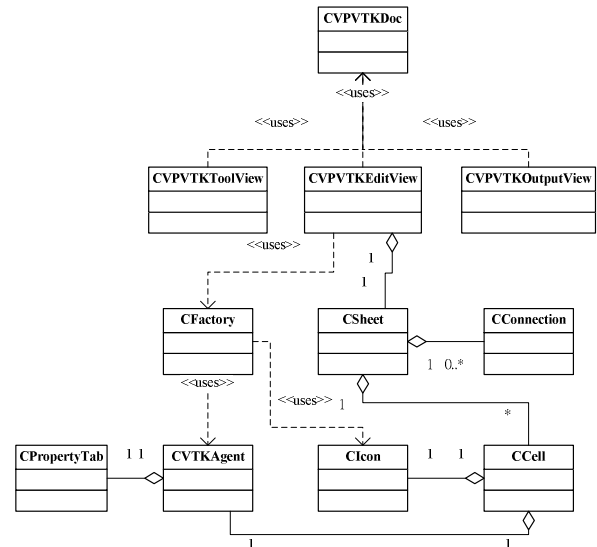 CVPVTKDoc
<<uses>>
<<uses>>
<<uses>>
CVPVTKToolView
CVPVTKEditView
CVPVTKOutputView
<<uses>>
1
1
CFactory
CSheet
CConnection
1 0..*
<<uses>>
<<uses>>
1
*
CPropertyTab
1 1
CVTKAgent
CIcon
1 1
CCell
1
1